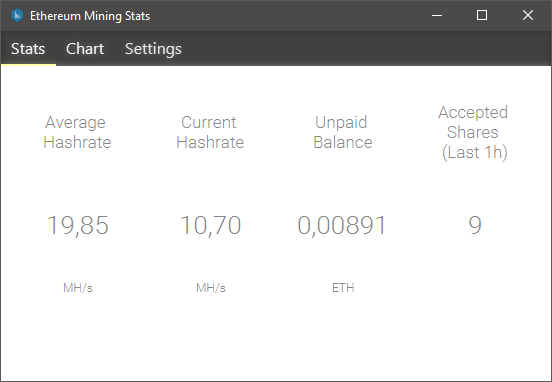 Ethereum Mining Stats
Stats Chart Settings
Average
Hashrate
19,85
MH/s
Current
Hashrate
10,70
MH/s
Unpaid
Balance
0,00891
ETH
Accepted
Shares
(Last 1h)
9